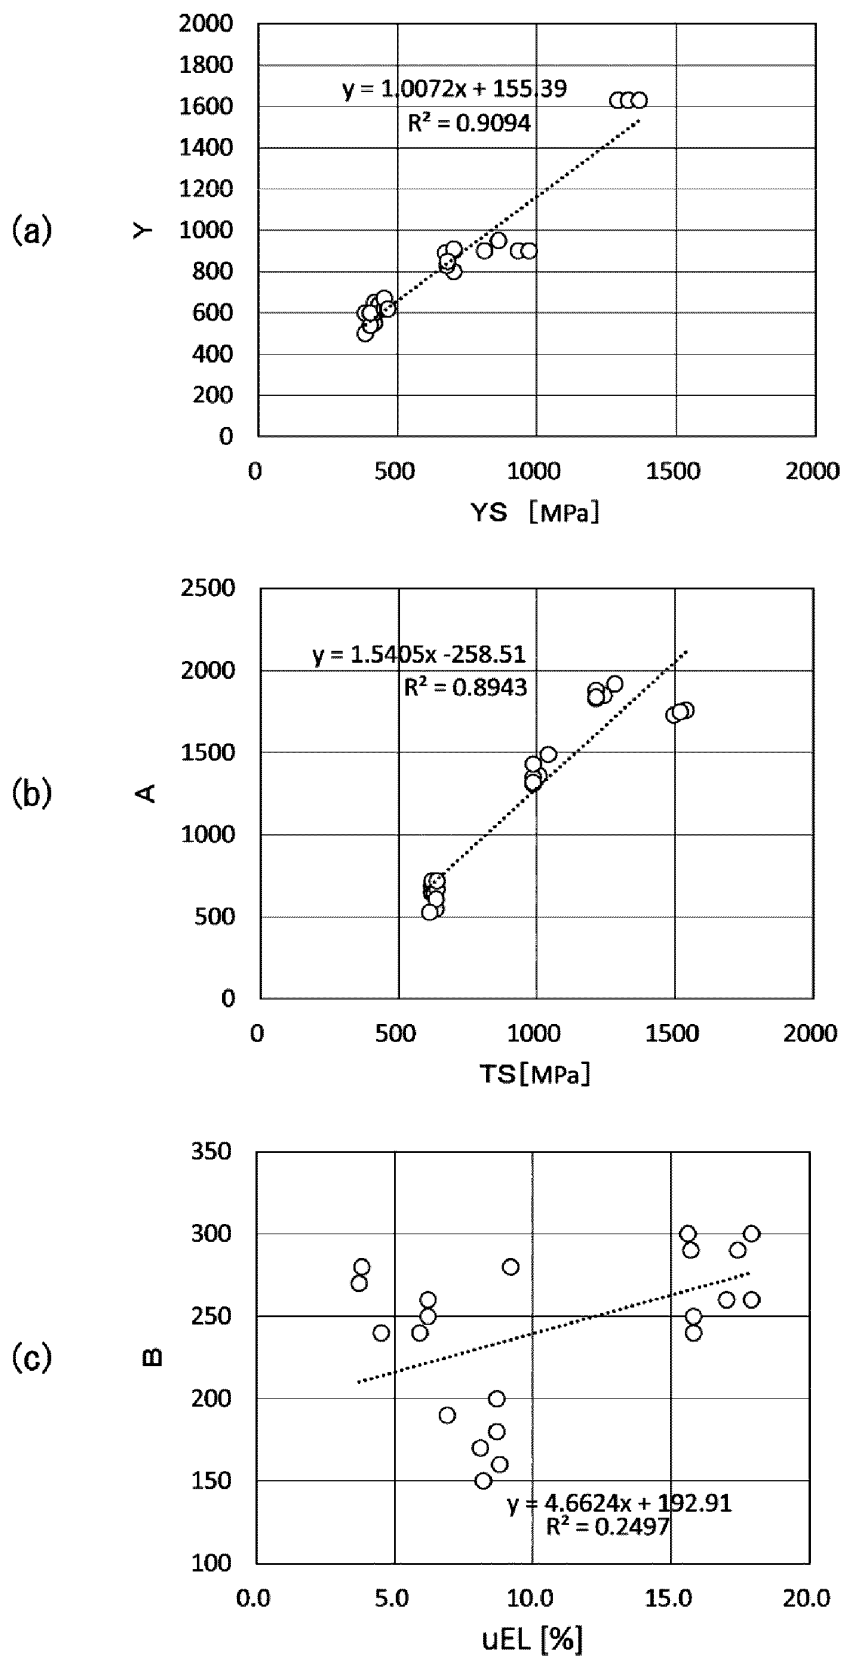 2000
1800
y = 1.0072x + 155.39
1600
R² = 0.9094
1400
1200
(a)
Y
1000
800
600
400
200
0
0 500 1000 1500 2000
YS [MPa]
2500
y = 1.5405x -258.51
2000
R² = 0.8943
1500
(b)
A
1000
500
0
0 500 1000 1500 2000
TS[MPa]
350
300
250
(c)
B
200
150
y = 4.6624x + 192.91
R² = 0.2497
100
0.0 5.0 10.0 15.0 20.0
uEL [%]